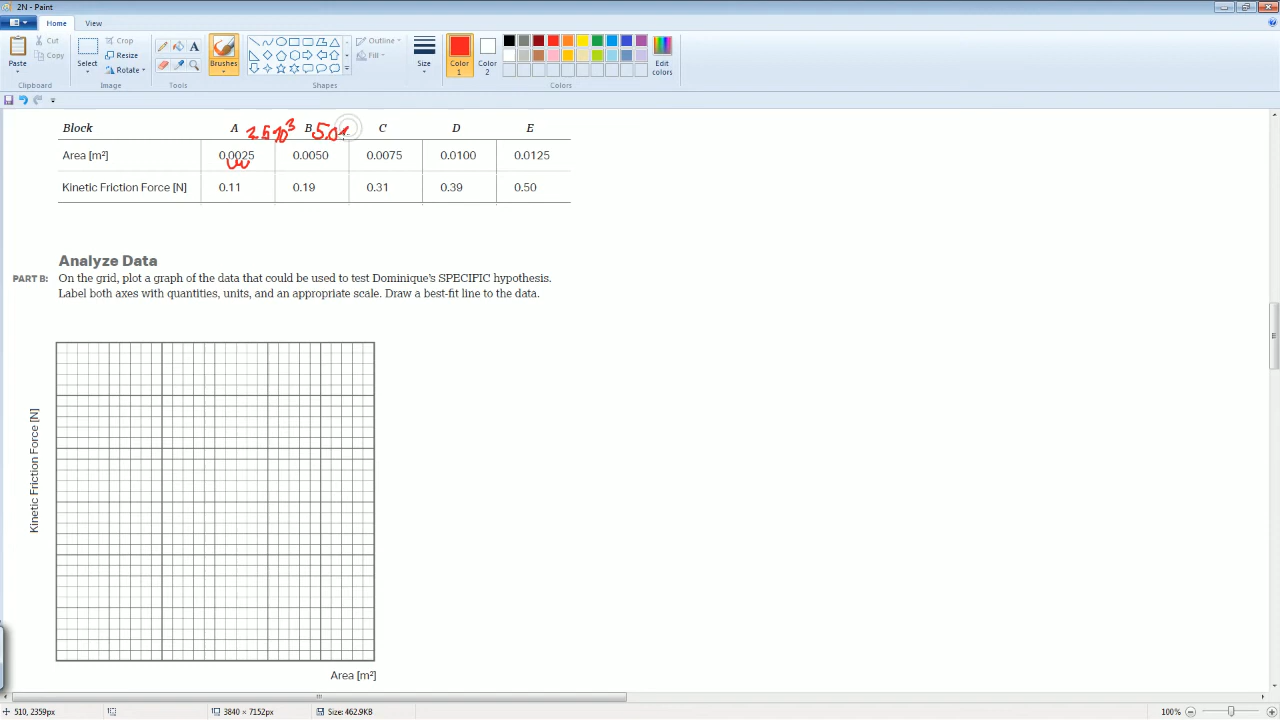 2N - Paint
Home View
Paste Cut Copy Select Crop Resize Rotate Brushes Outline Fill Size Color 1 Color 2 Edit colors
Clipboard Image Tools Shapes Colors
Block A 2.5 10³ B 5.0 C D E
Area [m²] 0.0025 0.0050 0.0075 0.0100 0.0125
Kinetic Friction Force [N] 0.11 0.19 0.31 0.39 0.50
Analyze Data
PART B: On the grid, plot a graph of the data that could be used to test Dominique's SPECIFIC hypothesis.
Label both axes with quantities, units, and an appropriate scale. Draw a best-fit line to the data.
Kinetic Friction Force [N]
Area [m²]
510, 2359px 3840 × 7152px Size: 462.9KB 100%